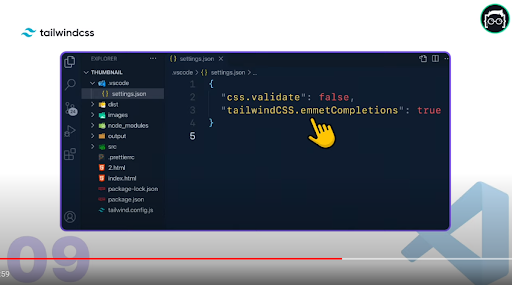 tailwindcss
EXPLORER
THUMBNAIL
.vscode
settings.json
dist
images
node_modules
output
src
.prettierrc
2.html
index.html
package-lock.json
package.json
tailwind.config.js
settings.json ×
.vscode > settings.json > ...
1 {
2 "css.validate": false,
3 "tailwindCSS.emmetCompletions": true
4 }
5
09
:59